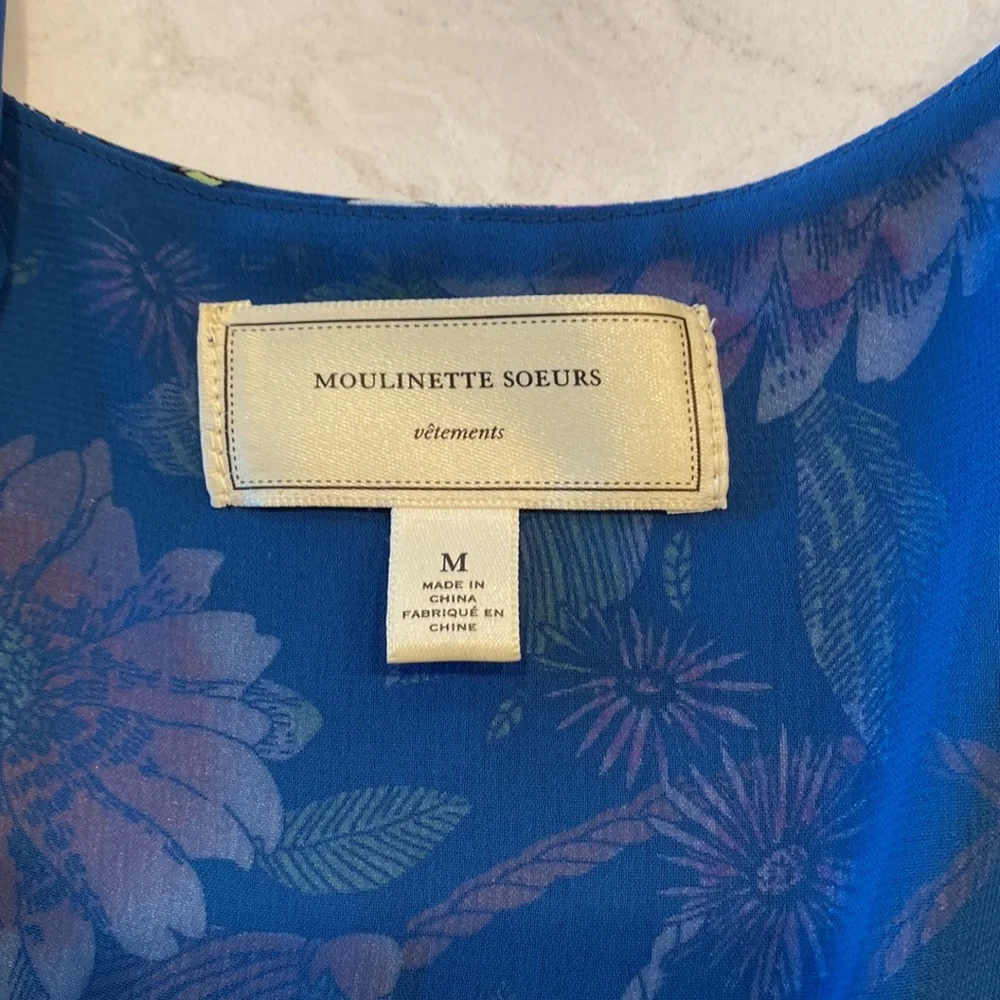 MOULINETTE SOEURS
vêtements
M
MADE IN
CHINA
FABRIQUÉ EN
CHINE